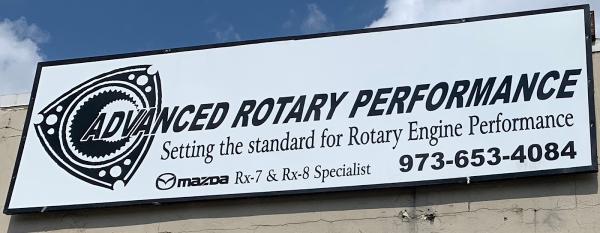 ADVANCED ROTARY PERFORMANCE
Setting the standard for Rotary Engine Performance
mazda Rx-7 & Rx-8 Specialist
973-653-4084